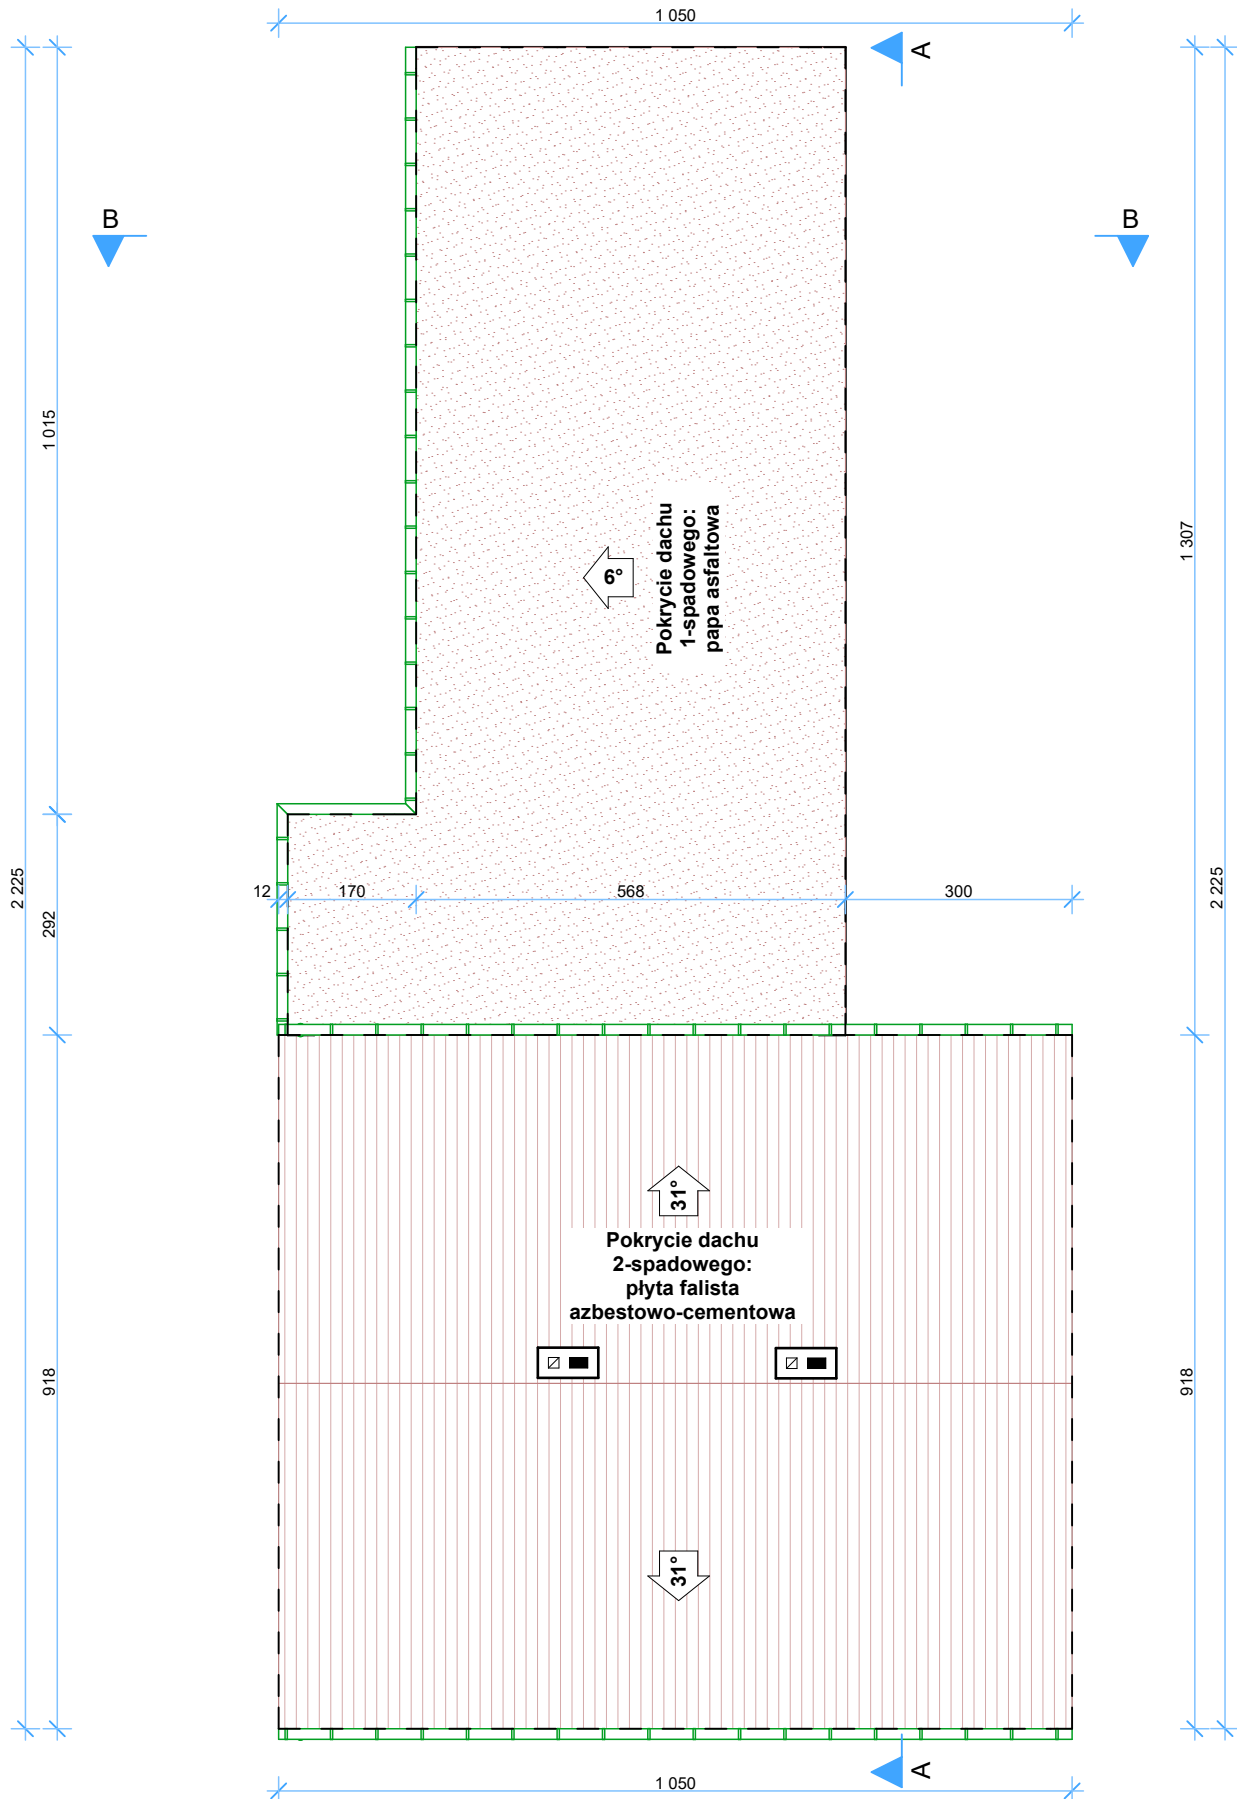 1 050
A
B
B
1 015
1 307
Pokrycie dachu
1-spadowego:
papa asfaltowa
6°
2 225
292
12
170
568
300
2 225
31°
Pokrycie dachu
2-spadowego:
płyta falista
azbestowo-cementowa
918
918
31°
A
1 050